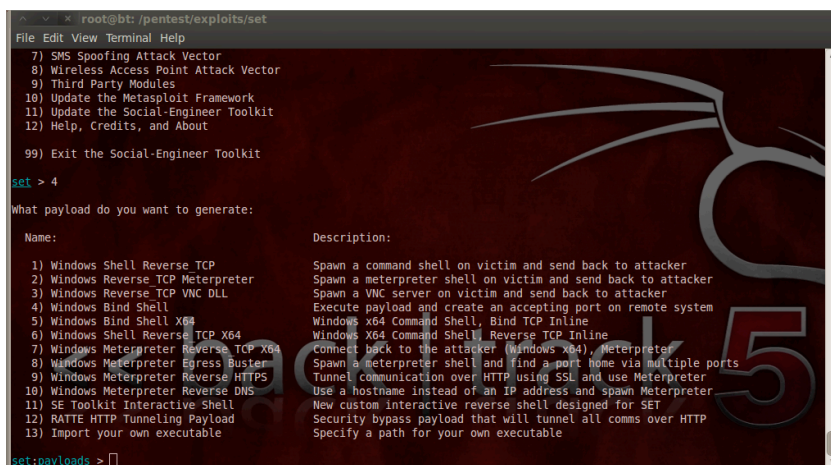 root@bt: /pentest/exploits/set
File Edit View Terminal Help
7) SMS Spoofing Attack Vector
8) Wireless Access Point Attack Vector
9) Third Party Modules
10) Update the Metasploit Framework
11) Update the Social-Engineer Toolkit
12) Help, Credits, and About
99) Exit the Social-Engineer Toolkit
set > 4
What payload do you want to generate:
Name: Description:
1) Windows Shell Reverse_TCP Spawn a command shell on victim and send back to attacker
2) Windows Reverse_TCP Meterpreter Spawn a meterpreter shell on victim and send back to attacker
3) Windows Reverse_TCP VNC DLL Spawn a VNC server on victim and send back to attacker
4) Windows Bind Shell Execute payload and create an accepting port on remote system
5) Windows Bind Shell X64 Windows x64 Command Shell, Bind TCP Inline
6) Windows Shell Reverse_TCP X64 Windows X64 Command Shell, Reverse TCP Inline
7) Windows Meterpreter Reverse_TCP X64 Connect back to the attacker (Windows x64), Meterpreter
8) Windows Meterpreter Egress Buster Spawn a meterpreter shell and find a port home via multiple ports
9) Windows Meterpreter Reverse HTTPS Tunnel communication over HTTP using SSL and use Meterpreter
10) Windows Meterpreter Reverse DNS Use a hostname instead of an IP address and spawn Meterpreter
11) SE Toolkit Interactive Shell New custom interactive reverse shell designed for SET
12) RATTE HTTP Tunneling Payload Security bypass payload that will tunnel all comms over HTTP
13) Import your own executable Specify a path for your own executable
set:payloads >
<< back | track 5